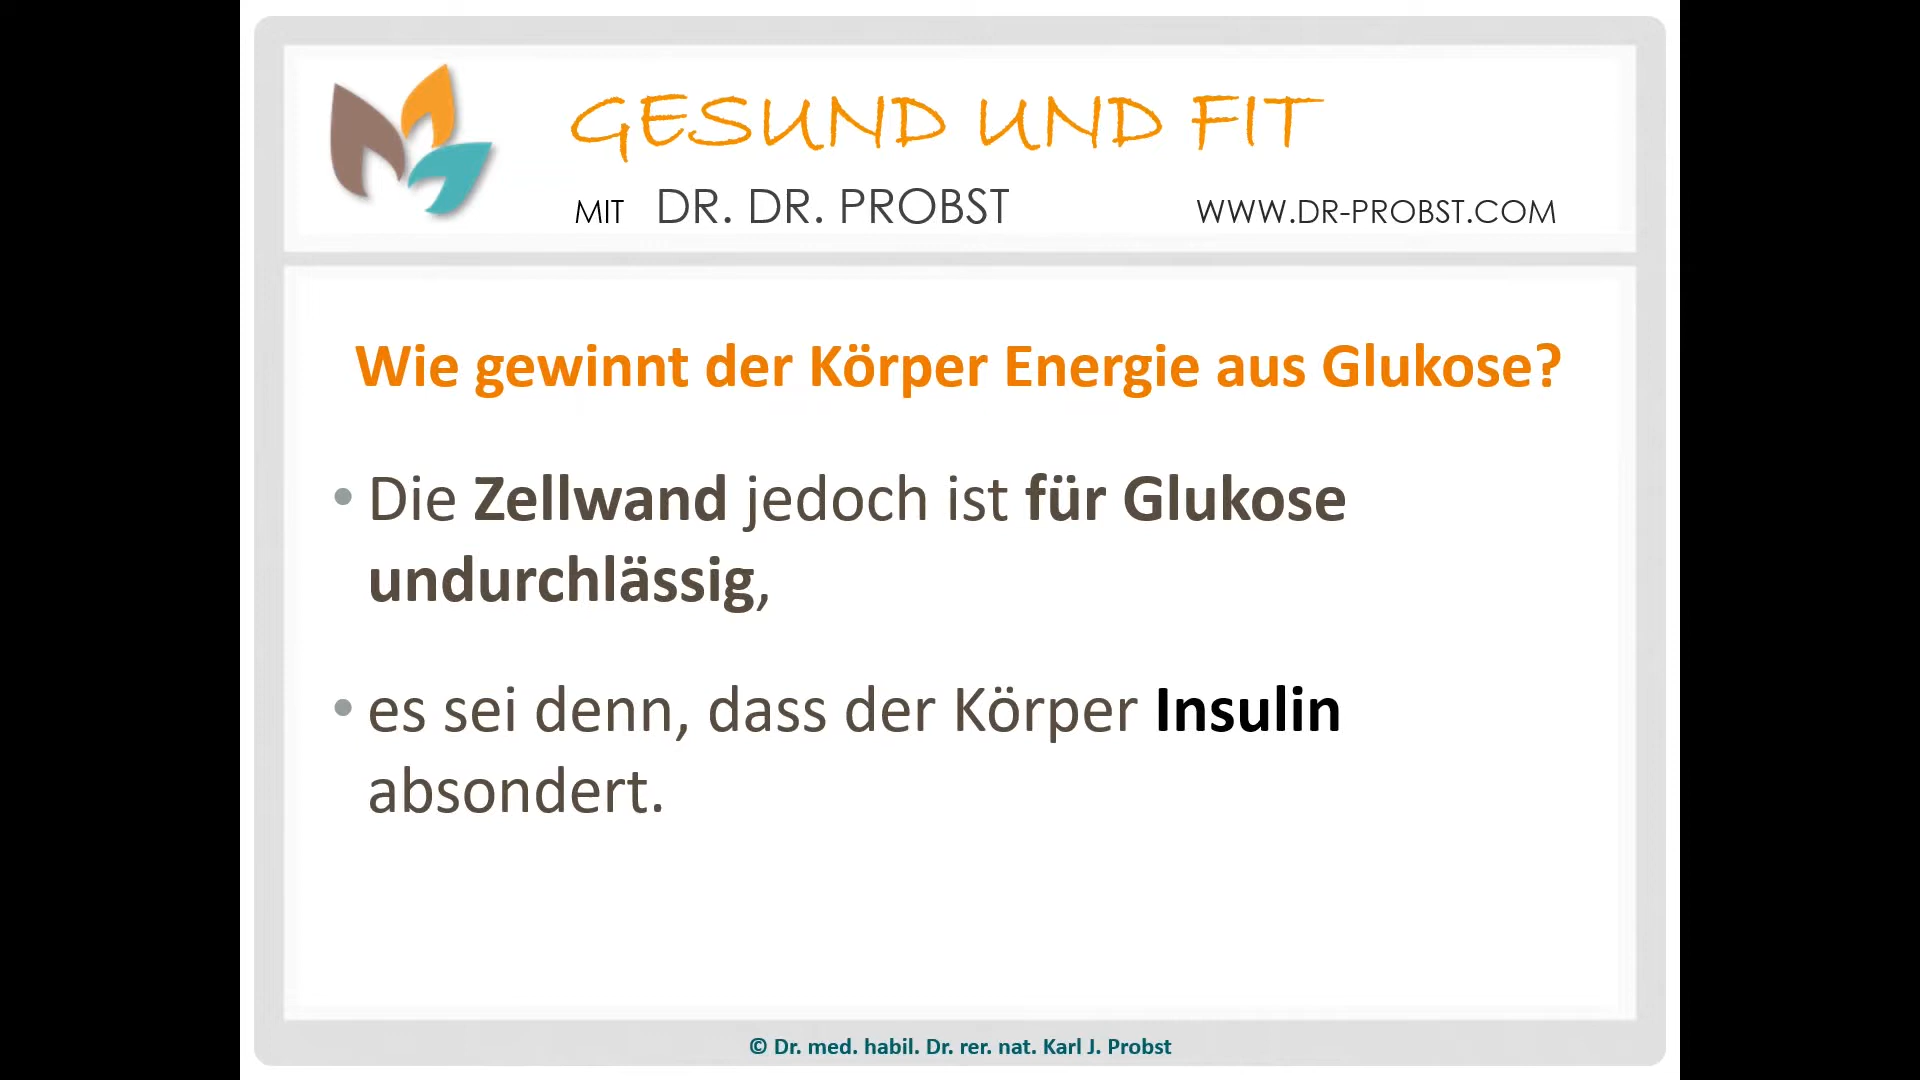 GESUND UND FIT
MIT DR. DR. PROBST WWW.DR-PROBST.COM
Wie gewinnt der Körper Energie aus Glukose?
• Die Zellwand jedoch ist für Glukose
undurchlässig,
• es sei denn, dass der Körper Insulin
absondert.
© Dr. med. habil. Dr. rer. nat. Karl J. Probst